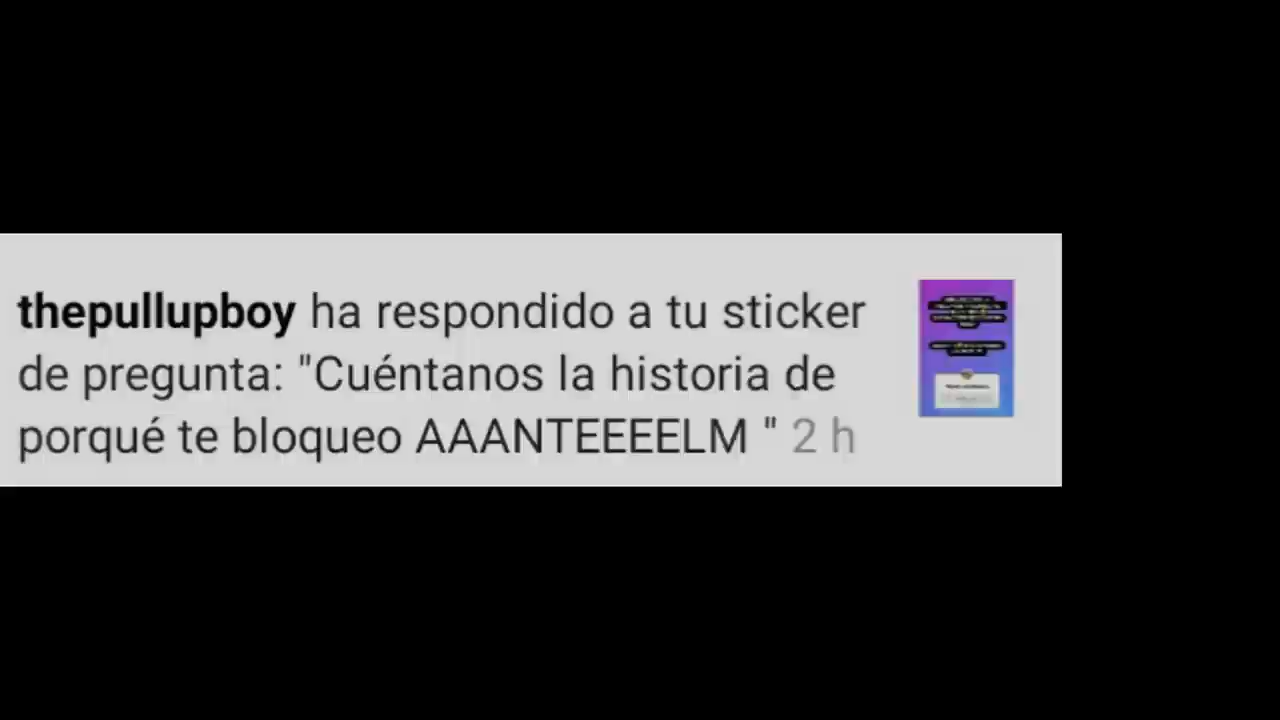 thepullupboy ha respondido a tu sticker
de pregunta: "Cuéntanos la historia de
porqué te bloqueo AAANTEEEELM " 2 h